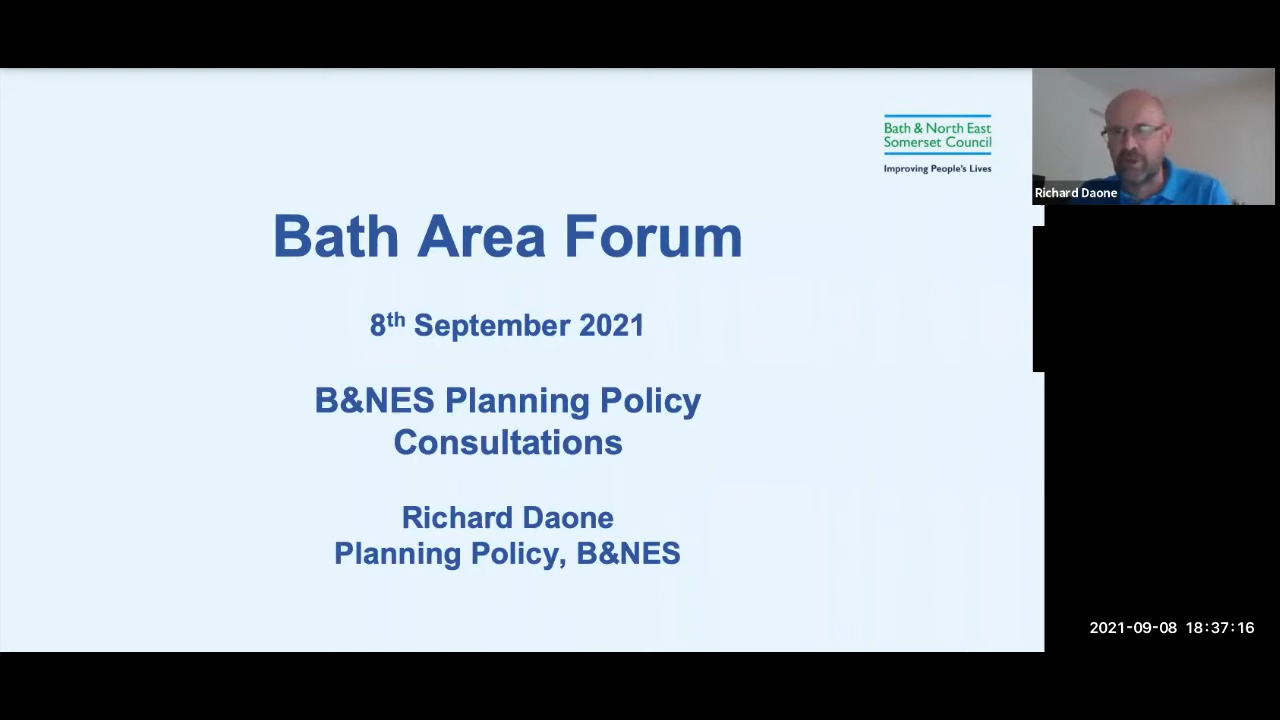 Bath & North East
Somerset Council
Improving People's Lives
Richard Daone
Bath Area Forum
8th September 2021
B&NES Planning Policy
Consultations
Richard Daone
Planning Policy, B&NES
2021-09-08 18:37:16